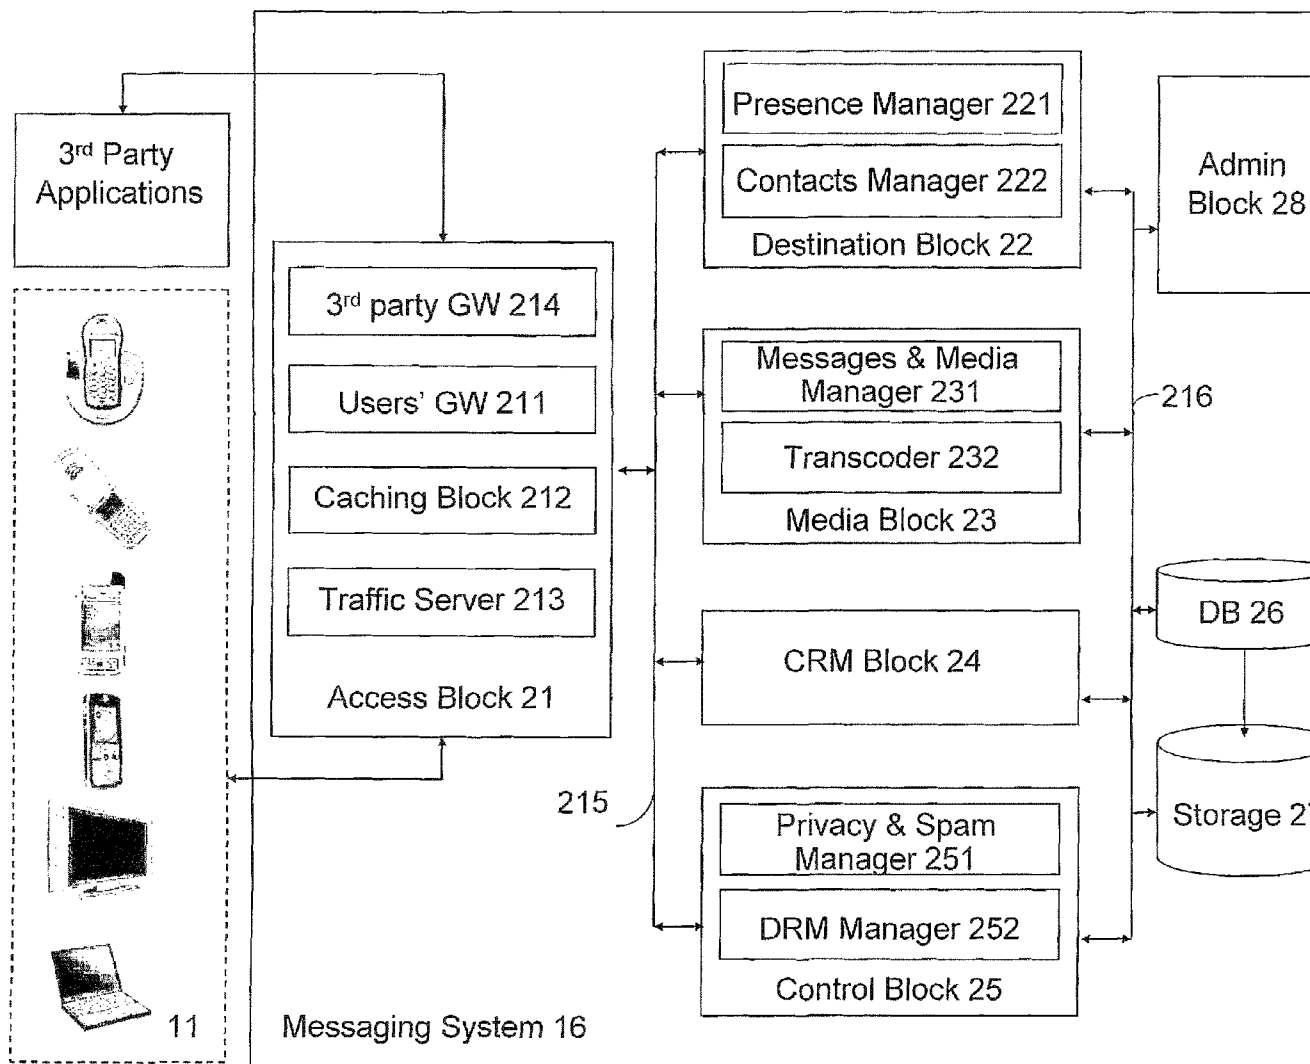 3rd Party
Applications
11
Messaging System 16
3rd party GW 214
Users' GW 211
Caching Block 212
Traffic Server 213
Access Block 21
215
Presence Manager 221
Contacts Manager 222
Destination Block 22
Messages & Media
Manager 231
Transcoder 232
Media Block 23
CRM Block 24
Privacy & Spam
Manager 251
DRM Manager 252
Control Block 25
216
Admin
Block 28
DB 26
Storage 27